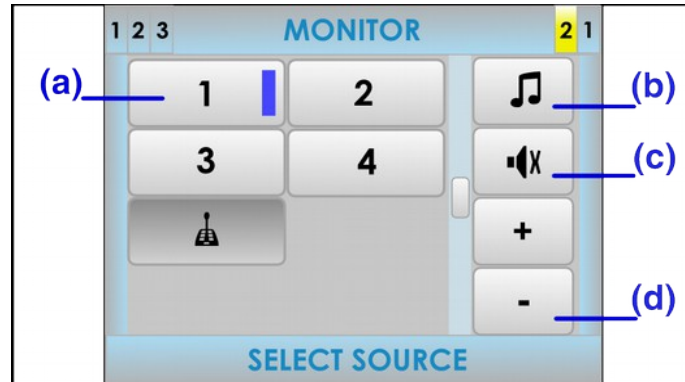 1 2 3 MONITOR 2 1
(a) 1 2 (b)
3 4 X (c)
+
- (d)
SELECT SOURCE